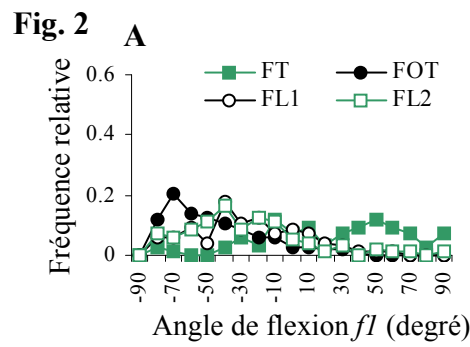 Fig. 2 A
FT FOT
FL1 FL2
Fréquence relative
0.6
0.4
0.2
0
-90 -70 -50 -30 -10 10 30 50 70 90
Angle de flexion f1 (degré)